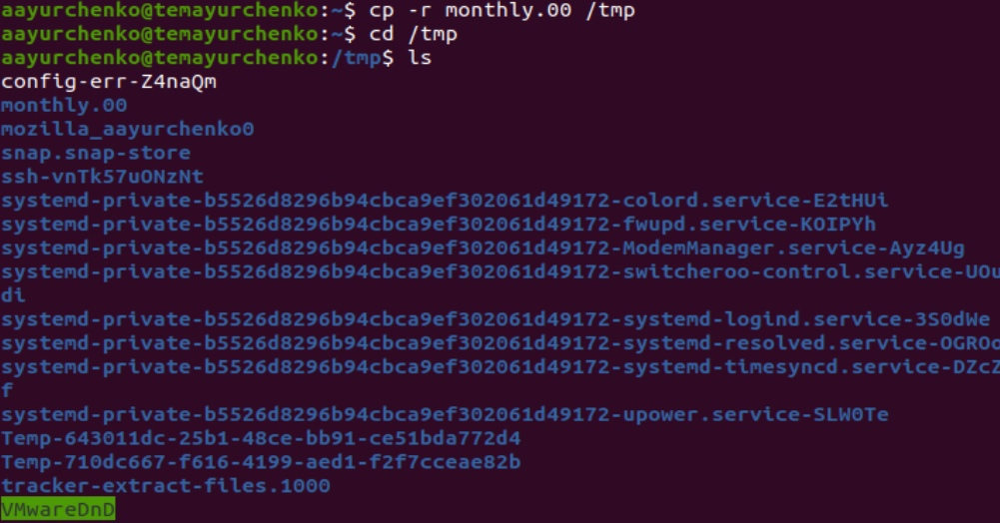 aayurchenko@temayurchenko:~$ cp -r monthly.00 /tmp
aayurchenko@temayurchenko:~$ cd /tmp
aayurchenko@temayurchenko:/tmp$ ls
config-err-Z4naQm
monthly.00
mozilla_aayurchenko0
snap.snap-store
ssh-vnTk57uONzNt
systemd-private-b5526d8296b94cbca9ef302061d49172-colord.service-E2tHUi
systemd-private-b5526d8296b94cbca9ef302061d49172-fwupd.service-KOIPYh
systemd-private-b5526d8296b94cbca9ef302061d49172-ModemManager.service-Ayz4Ug
systemd-private-b5526d8296b94cbca9ef302061d49172-switcheroo-control.service-UOu
di
systemd-private-b5526d8296b94cbca9ef302061d49172-systemd-logind.service-3S0dWe
systemd-private-b5526d8296b94cbca9ef302061d49172-systemd-resolved.service-OGROo
systemd-private-b5526d8296b94cbca9ef302061d49172-systemd-timesyncd.service-DZcZ
f
systemd-private-b5526d8296b94cbca9ef302061d49172-upower.service-SLW0Te
Temp-643011dc-25b1-48ce-bb91-ce51bda772d4
Temp-710dc667-f616-4199-aed1-f2f7cceae82b
tracker-extract-files.1000
VMwareDnD